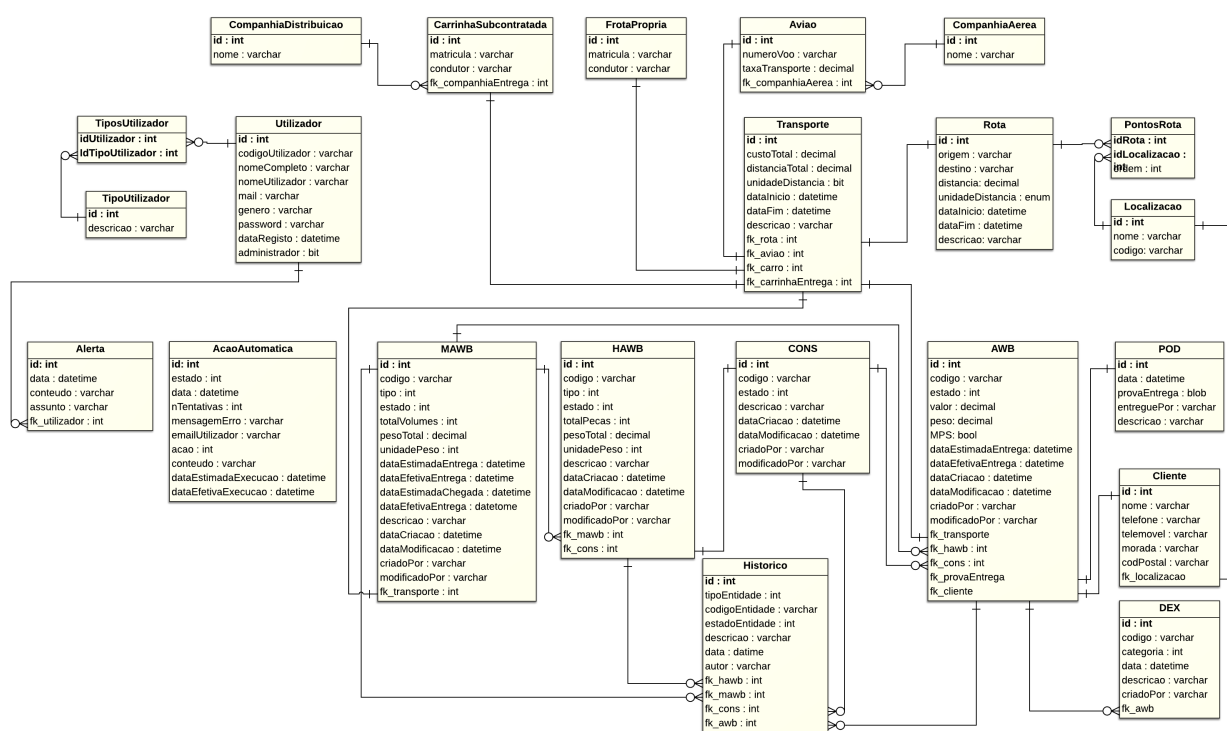 CompanhiaDistribuicao
id : int
nome : varchar
CarrinhaSubcontratada
id : int
matricula : varchar
condutor : varchar
fk_companhiaEntrega : int
FrotaPropria
id : int
matricula : varchar
condutor : varchar
Aviao
id : int
numeroVoo : varchar
taxaTransporte : decimal
fk_companhiaAerea : int
CompanhiaAerea
id : int
nome : varchar
TiposUtilizador
idUtilizador : int
IdTipoUtilizador : int
Utilizador
id : int
codigoUtilizador : varchar
nomeCompleto : varchar
nomeUtilizador : varchar
mail : varchar
genero : varchar
password : varchar
dataRegisto : datetime
administrador : bit
TipoUtilizador
id : int
descricao : varchar
Transporte
id : int
custoTotal : decimal
distanciaTotal : decimal
unidadeDistancia : bit
dataInicio : datetime
dataFim : datetime
descricao : varchar
fk_rota : int
fk_aviao : int
fk_carro : int
fk_carrinhaEntrega : int
Rota
id : int
origem : varchar
destino : varchar
distancia: decimal
unidadeDistancia : enum
dataInicio: datetime
dataFim : datetime
descricao: varchar
PontosRota
idRota : int
idLocalizacao :
int
ordem : int
Localizacao
id : int
nome : varchar
codigo: varchar
Alerta
id: int
data : datetime
conteudo : varchar
assunto : varchar
fk_utilizador : int
AcaoAutomatica
id: int
estado : int
data : datetime
nTentativas : int
mensagemErro : varchar
emailUtilizador : varchar
acao : int
conteudo : varchar
dataEstimadaExecucao : datetime
dataEfetivaExecucao : datetime
MAWB
id: int
codigo : varchar
tipo : int
estado : int
totalVolumes : int
pesoTotal : decimal
unidadePeso : int
dataEstimadaEntrega : datetime
dataEfetivaEntrega : datetime
dataEstimadaChegada : datetime
dataEfetivaEntrega : datetome
descricao : varchar
dataCriacao : datetime
dataModificacao : datetime
criadoPor : varchar
modificadoPor : varchar
fk_transporte : int
HAWB
id: int
codigo : varchar
tipo : int
estado : int
totalPecas : int
pesoTotal : decimal
unidadePeso : int
descricao : varchar
dataCriacao : datetime
dataModificacao : datetime
criadoPor : varchar
modificadoPor : varchar
fk_mawb : int
fk_cons : int
CONS
id: int
codigo : varchar
estado : int
descricao : varchar
dataCriacao : datetime
dataModificacao : datetime
criadoPor : varchar
modificadoPor : varchar
AWB
id: int
codigo : varchar
estado : int
valor : decimal
peso: decimal
MPS: bool
dataEstimadaEntrega: datetime
dataEfetivaEntrega : datetime
dataCriacao : datetime
dataModificacao : datetime
criadoPor : varchar
modificadoPor : varchar
fk_transporte
fk_hawb : int
fk_cons : int
fk_provaEntrega
fk_cliente
POD
id : int
data : datetime
provaEntrega : blob
entreguePor : varchar
descricao : varchar
Cliente
id : int
nome : varchar
telefone : varchar
telemovel : varchar
morada : varchar
codPostal : varchar
fk_localizacao
Historico
id : int
tipoEntidade : int
codigoEntidade : varchar
estadoEntidade : int
descricao : varchar
data : datime
autor : varchar
fk_hawb : int
fk_mawb : int
fk_cons : int
fk_awb : int
DEX
id : int
codigo : varchar
categoria : int
data : datetime
descricao : varchar
criadoPor : varchar
fk_awb